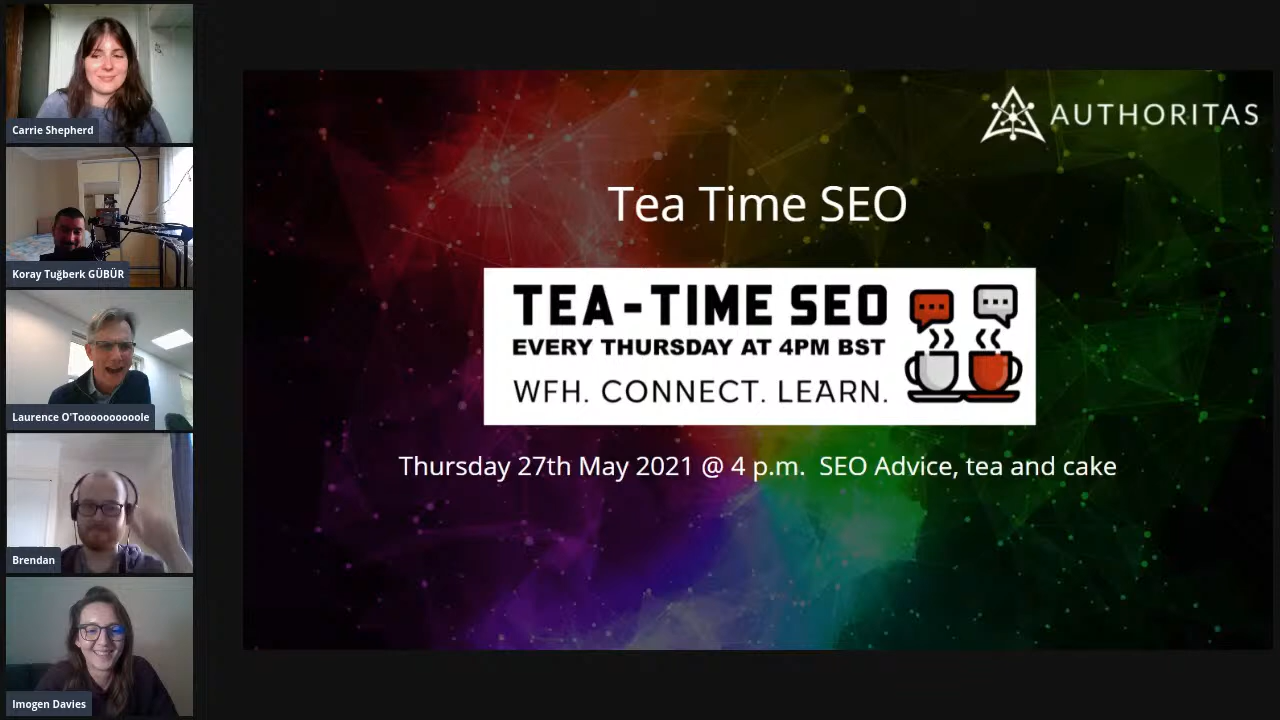 Carrie Shepherd
Koray Tuğberk GÜBÜR
Laurence O'Toooooooooole
Brendan
Imogen Davies
AUTHORITAS
Tea Time SEO
TEA-TIME SEO
EVERY THURSDAY AT 4PM BST
WFH. CONNECT. LEARN.
Thursday 27th May 2021 @ 4 p.m. SEO Advice, tea and cake